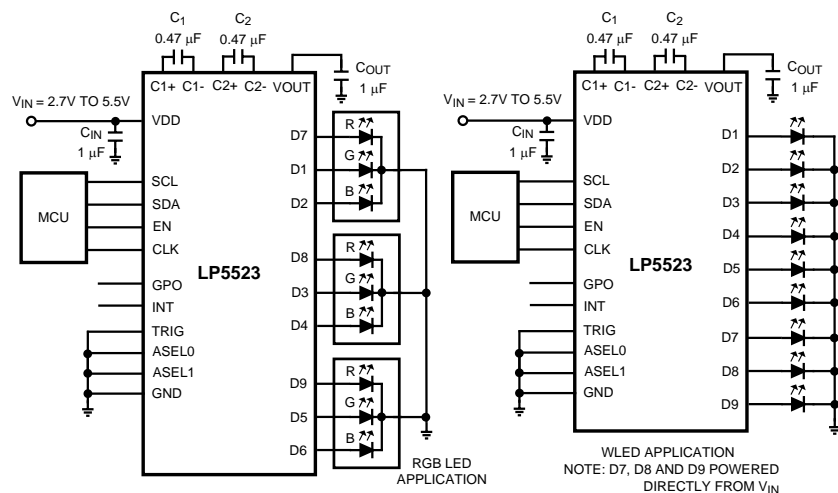 C1 C2
0.47 µF 0.47 µF
C1+ C1- C2+ C2- VOUT
COUT
1 µF
VIN = 2.7V TO 5.5V
CIN
1 µF
VDD
MCU
SCL
SDA
EN
CLK
GPO
INT
TRIG
ASEL0
ASEL1
GND
LP5523
D7 R
D1 G
D2 B
D8 R
D3 G
D4 B
D9 R
D5 G
D6 B
RGB LED
APPLICATION
C1 C2
0.47 µF 0.47 µF
C1+ C1- C2+ C2- VOUT
COUT
1 µF
VIN = 2.7V TO 5.5V
CIN
1 µF
VDD
MCU
SCL
SDA
EN
CLK
GPO
INT
TRIG
ASEL0
ASEL1
GND
LP5523
D1
D2
D3
D4
D5
D6
D7
D8
D9
WLED APPLICATION
NOTE: D7, D8 AND D9 POWERED
DIRECTLY FROM VIN